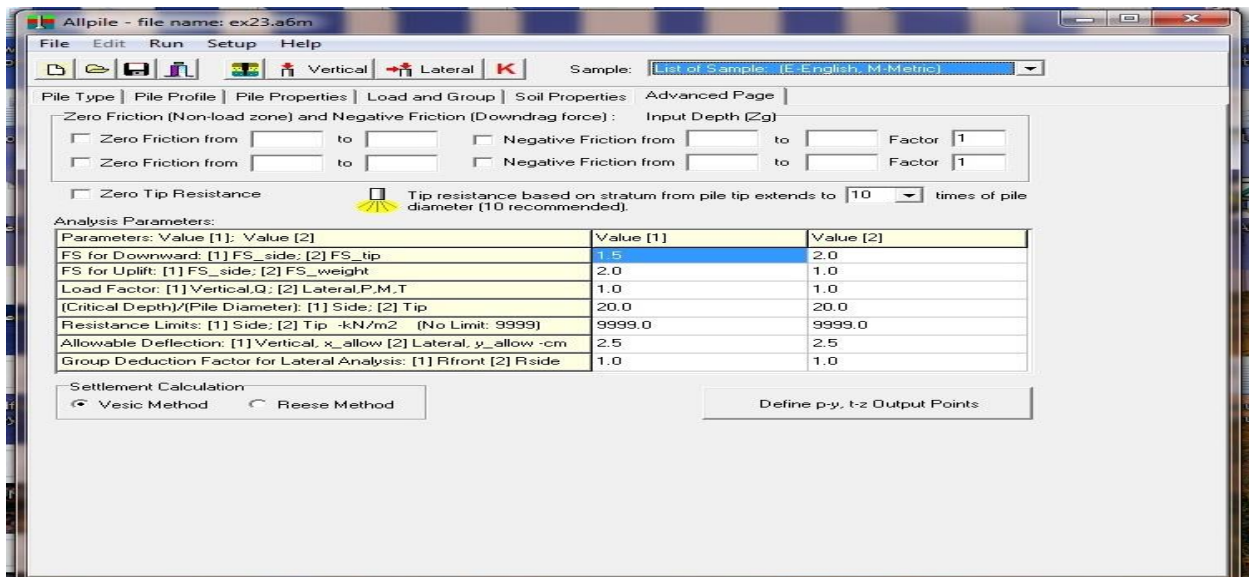 Allpile - file name: ex23.a6m
File Edit Run Setup Help
Vertical Lateral K Sample: List of Sample: (E-English, M-Metric)
Pile Type Pile Profile Pile Properties Load and Group Soil Properties Advanced Page
Zero Friction (Non-load zone) and Negative Friction (Downdrag force) : Input Depth (Zg)
Zero Friction from to Negative Friction from to Factor 1
Zero Friction from to Negative Friction from to Factor 1
Zero Tip Resistance Tip resistance based on stratum from pile tip extends to 10 times of pile
diameter (10 recommended).
Analysis Parameters:
Parameters: Value [1]; Value [2] Value [1] Value [2]
FS for Downward: [1] FS_side; [2] FS_tip 1.5 2.0
FS for Uplift: [1] FS_side; [2] FS_weight 2.0 1.0
Load Factor: [1] Vertical,Q; [2] Lateral,P,M,T 1.0 1.0
(Critical Depth)/(Pile Diameter): [1] Side; [2] Tip 20.0 20.0
Resistance Limits: [1] Side; [2] Tip -kN/m2 (No Limit: 9999) 9999.0 9999.0
Allowable Deflection: [1] Vertical, x_allow [2] Lateral, y_allow -cm 2.5 2.5
Group Deduction Factor for Lateral Analysis: [1] Rfront [2] Rside 1.0 1.0
Settlement Calculation
Vesic Method Reese Method Define p-y, t-z Output Points